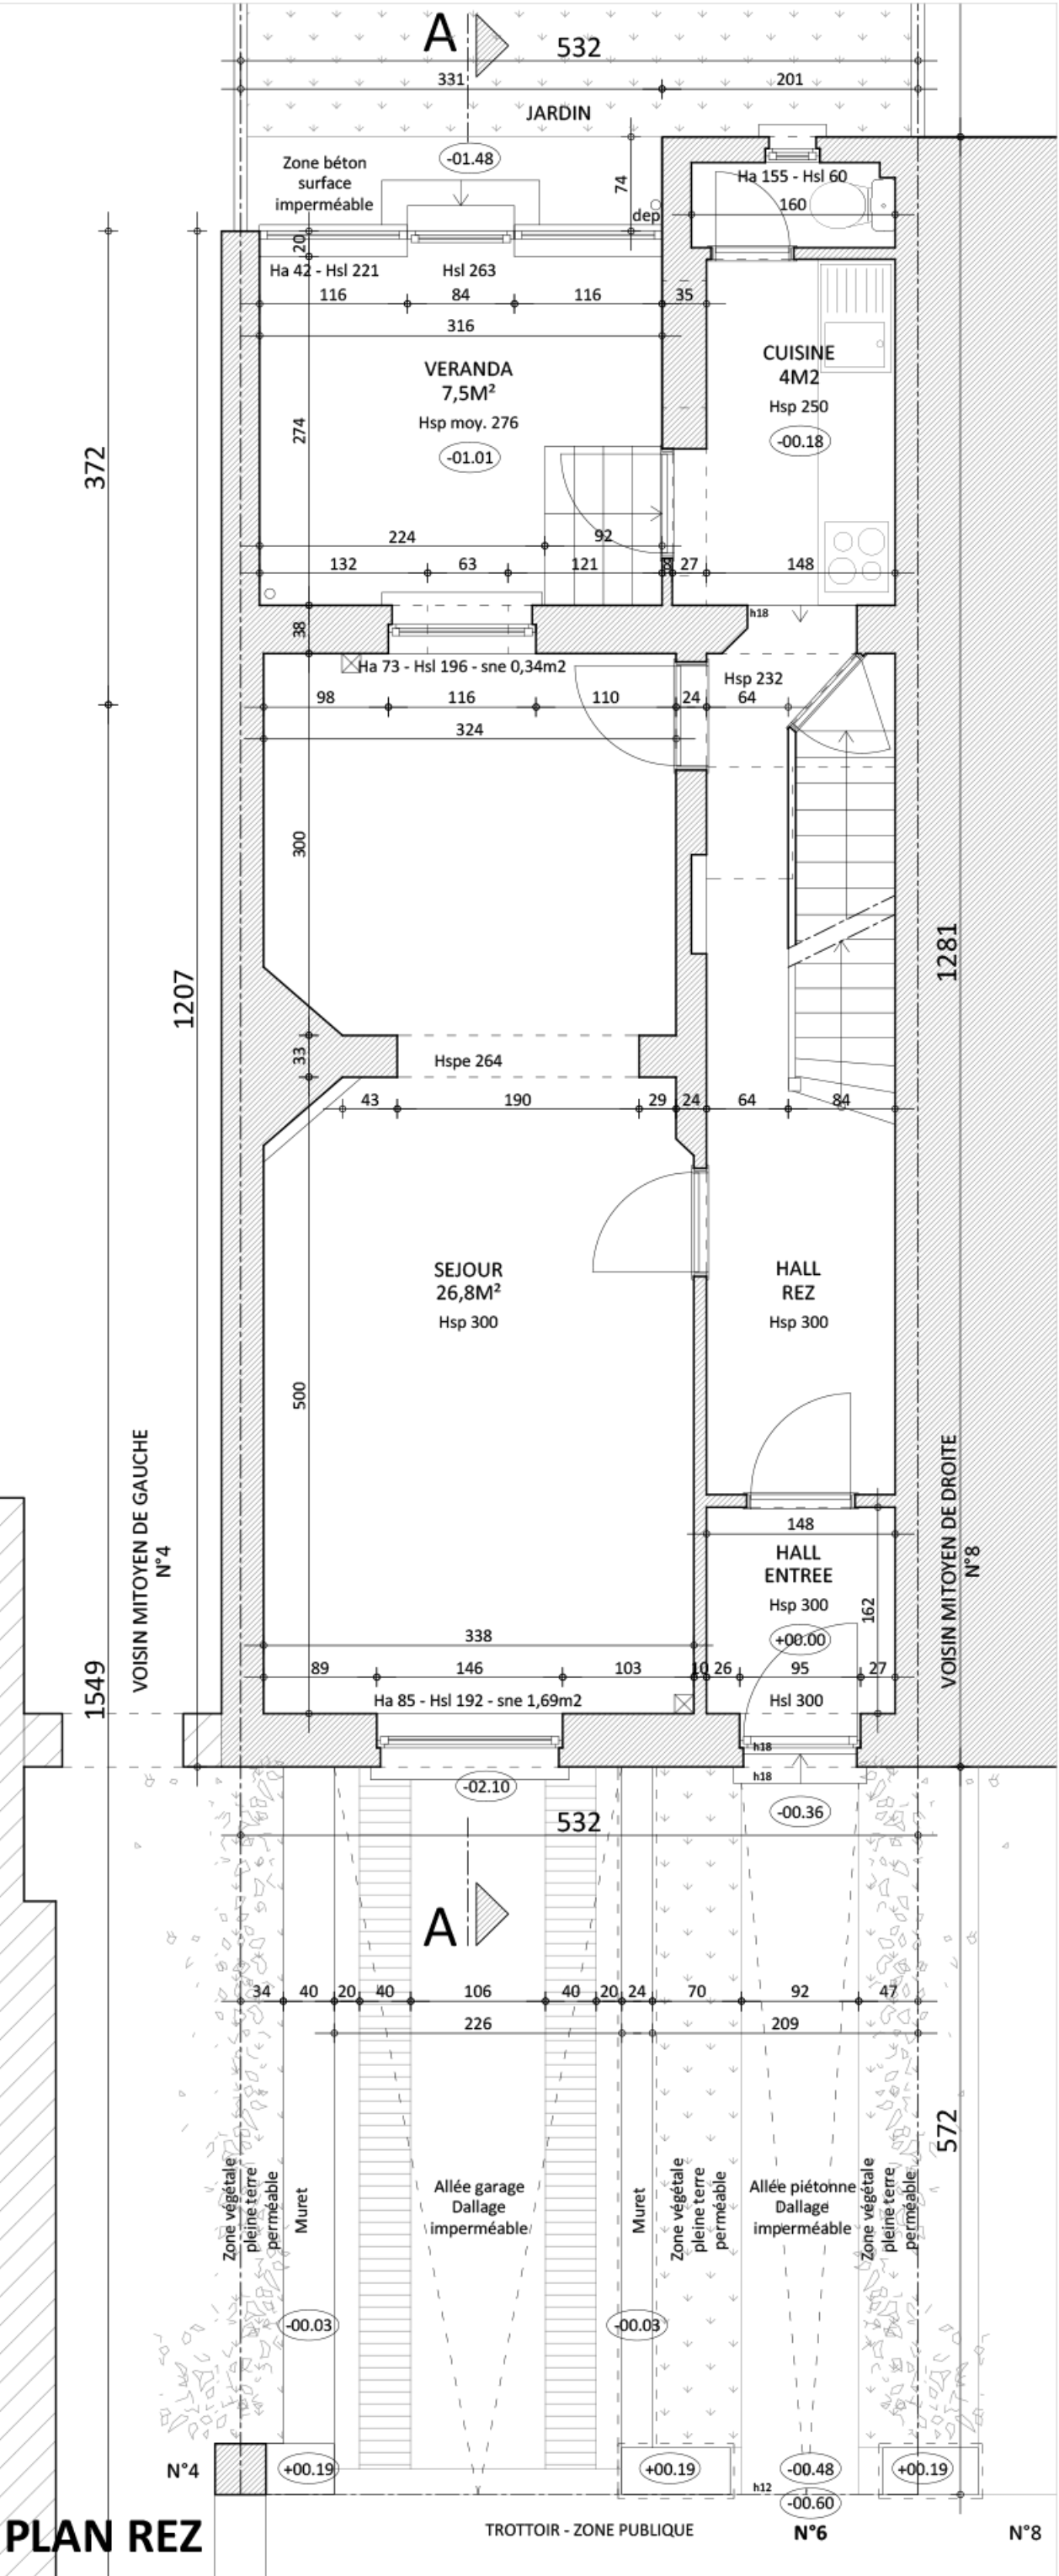 A
532
331
201
JARDIN
-01.48
Zone béton
surface
imperméable
74
dep
Ha 155 - Hsl 60
160
20
Ha 42 - Hsl 221
Hsl 263
116
84
116
35
316
VERANDA
7,5M²
Hsp moy. 276
-01.01
CUISINE
4M2
Hsp 250
-00.18
274
372
224
92
132
63
121
27
148
h18
38
Ha 73 - Hsl 196 - sne 0,34m2
Hsp 232
98
116
110
24
64
324
300
1207
1281
33
Hspe 264
43
190
29
24
64
84
SEJOUR
26,8M²
Hsp 300
HALL
REZ
Hsp 300
500
VOISIN MITOYEN DE GAUCHE
N°4
VOISIN MITOYEN DE DROITE
N°8
148
HALL
ENTREE
Hsp 300
+00.00
162
1549
338
89
146
103
10
26
95
27
Ha 85 - Hsl 192 - sne 1,69m2
Hsl 300
h18
h18
-02.10
-00.36
532
A
34
40
20
40
106
40
20
24
70
92
47
226
209
572
Zone végétale
pleine terre
perméable
Muret
Allée garage
Dallage
imperméable
Muret
Zone végétale
pleine terre
perméable
Allée piétonne
Dallage
imperméable
Zone végétale
pleine terre
perméable
-00.03
-00.03
N°4
+00.19
+00.19
-00.48
+00.19
h12
-00.60
PLAN REZ
TROTTOIR - ZONE PUBLIQUE
N°6
N°8